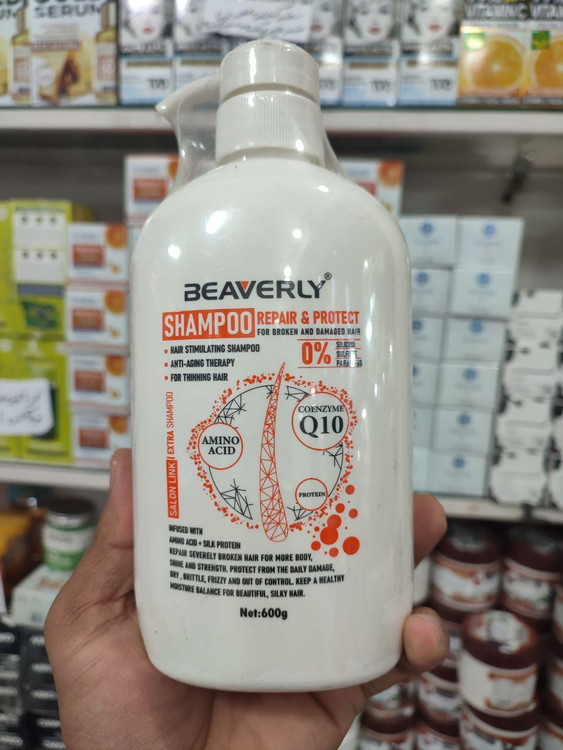 SERUM
VITAMIN C
BEAVERLY®
SHAMPOO
REPAIR & PROTECT
FOR BROKEN AND DAMAGED HAIR
• HAIR STIMULATING SHAMPOO
• ANTI-AGING THERAPY
• FOR THINNING HAIR
0%
SILICON
SULFATE
PARABENS
SALON LINK / EXTRA SHAMPOO
AMINO
ACID
COENZYME
Q10
PROTEIN
INFUSED WITH
AMINO ACID + SILK PROTEIN
REPAIR SEVERELY BROKEN HAIR FOR MORE BODY,
SHINE AND STRENGTH. PROTECT FROM THE DAILY DAMAGE,
DRY , BRITTLE, FRIZZY AND OUT OF CONTROL. KEEP A HEALTHY
MOISTURE BALANCE FOR BEAUTIFUL, SILKY HAIR.
Net:600g